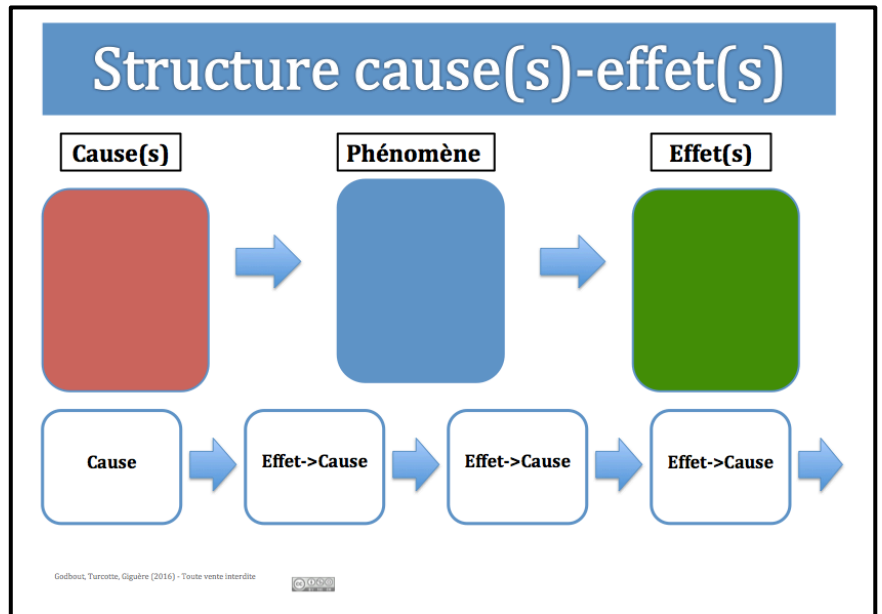 Structure cause(s)-effet(s)
Cause(s)
Phénomène
Effet(s)
Cause
Effet->Cause
Effet->Cause
Effet->Cause
Godbout, Turcotte, Giguère (2016) - Toute vente interdite